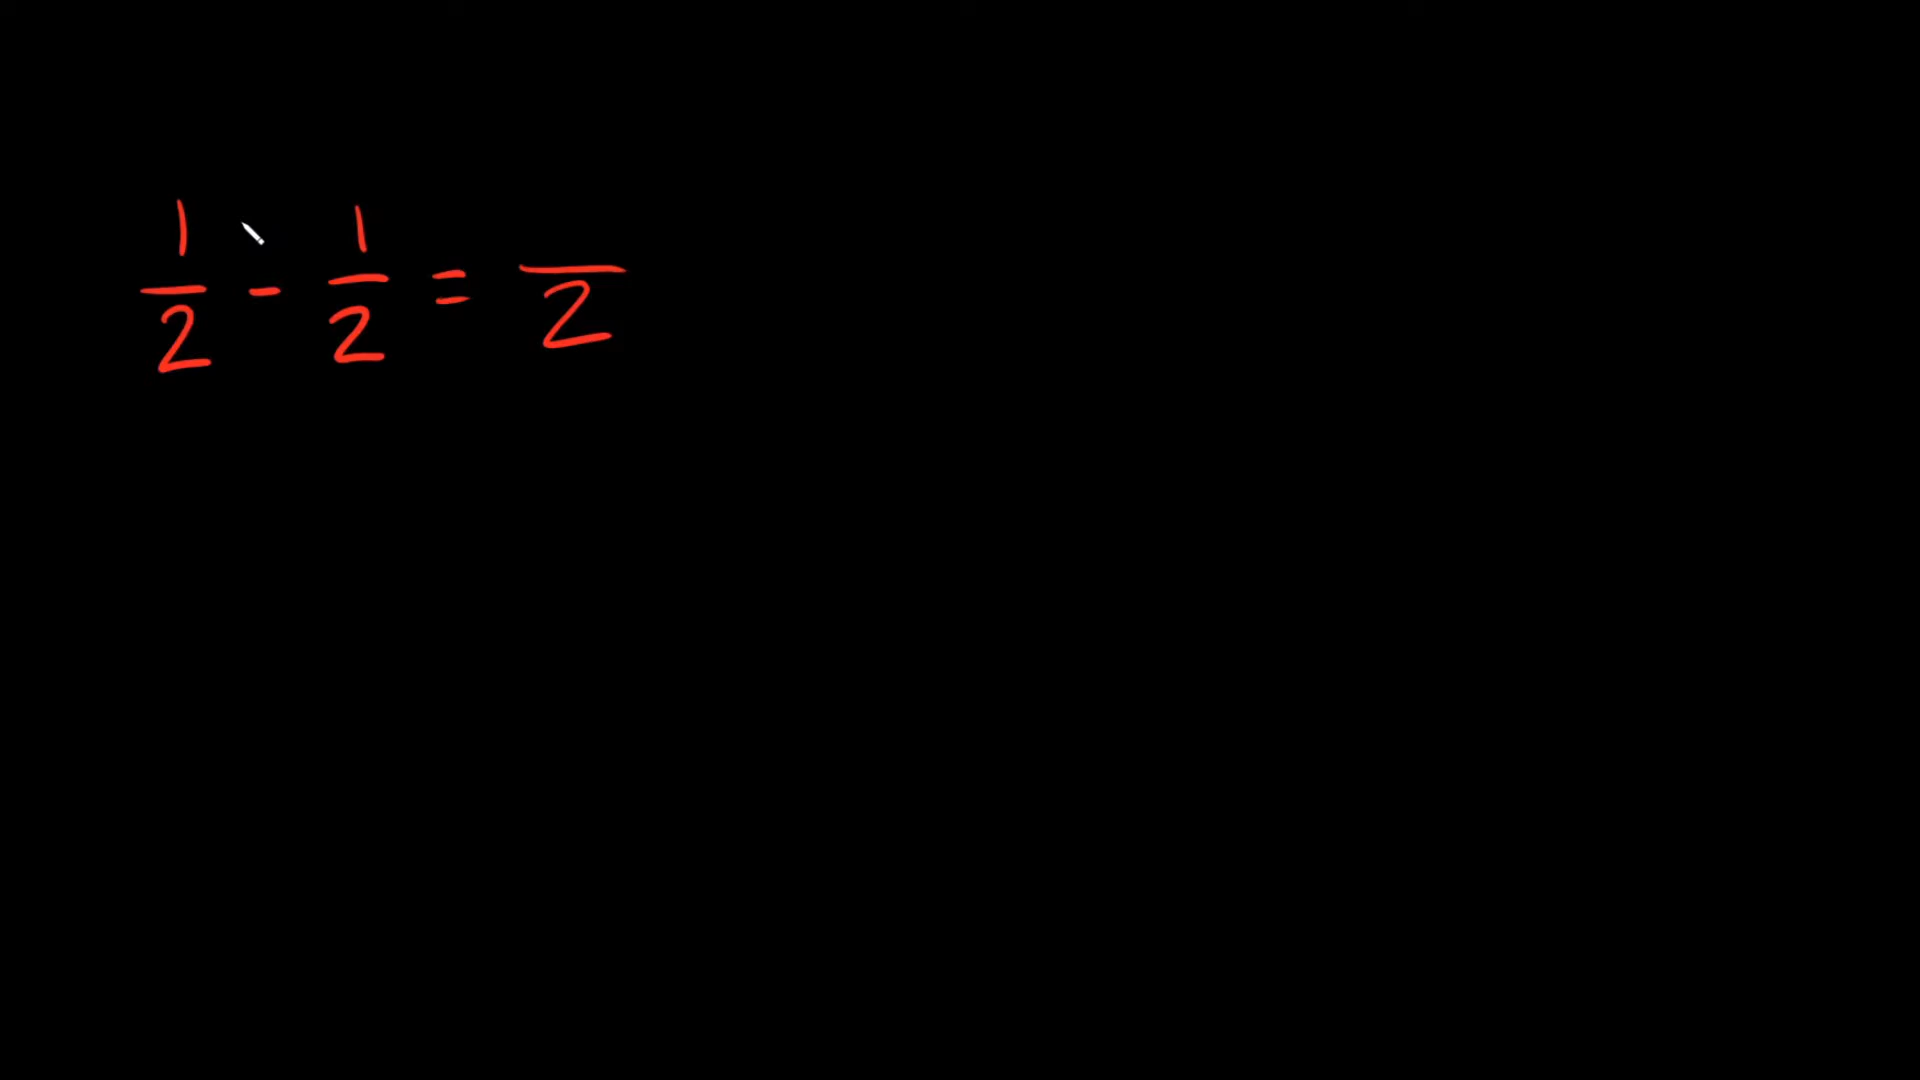 1/2 - 1/2 = /2